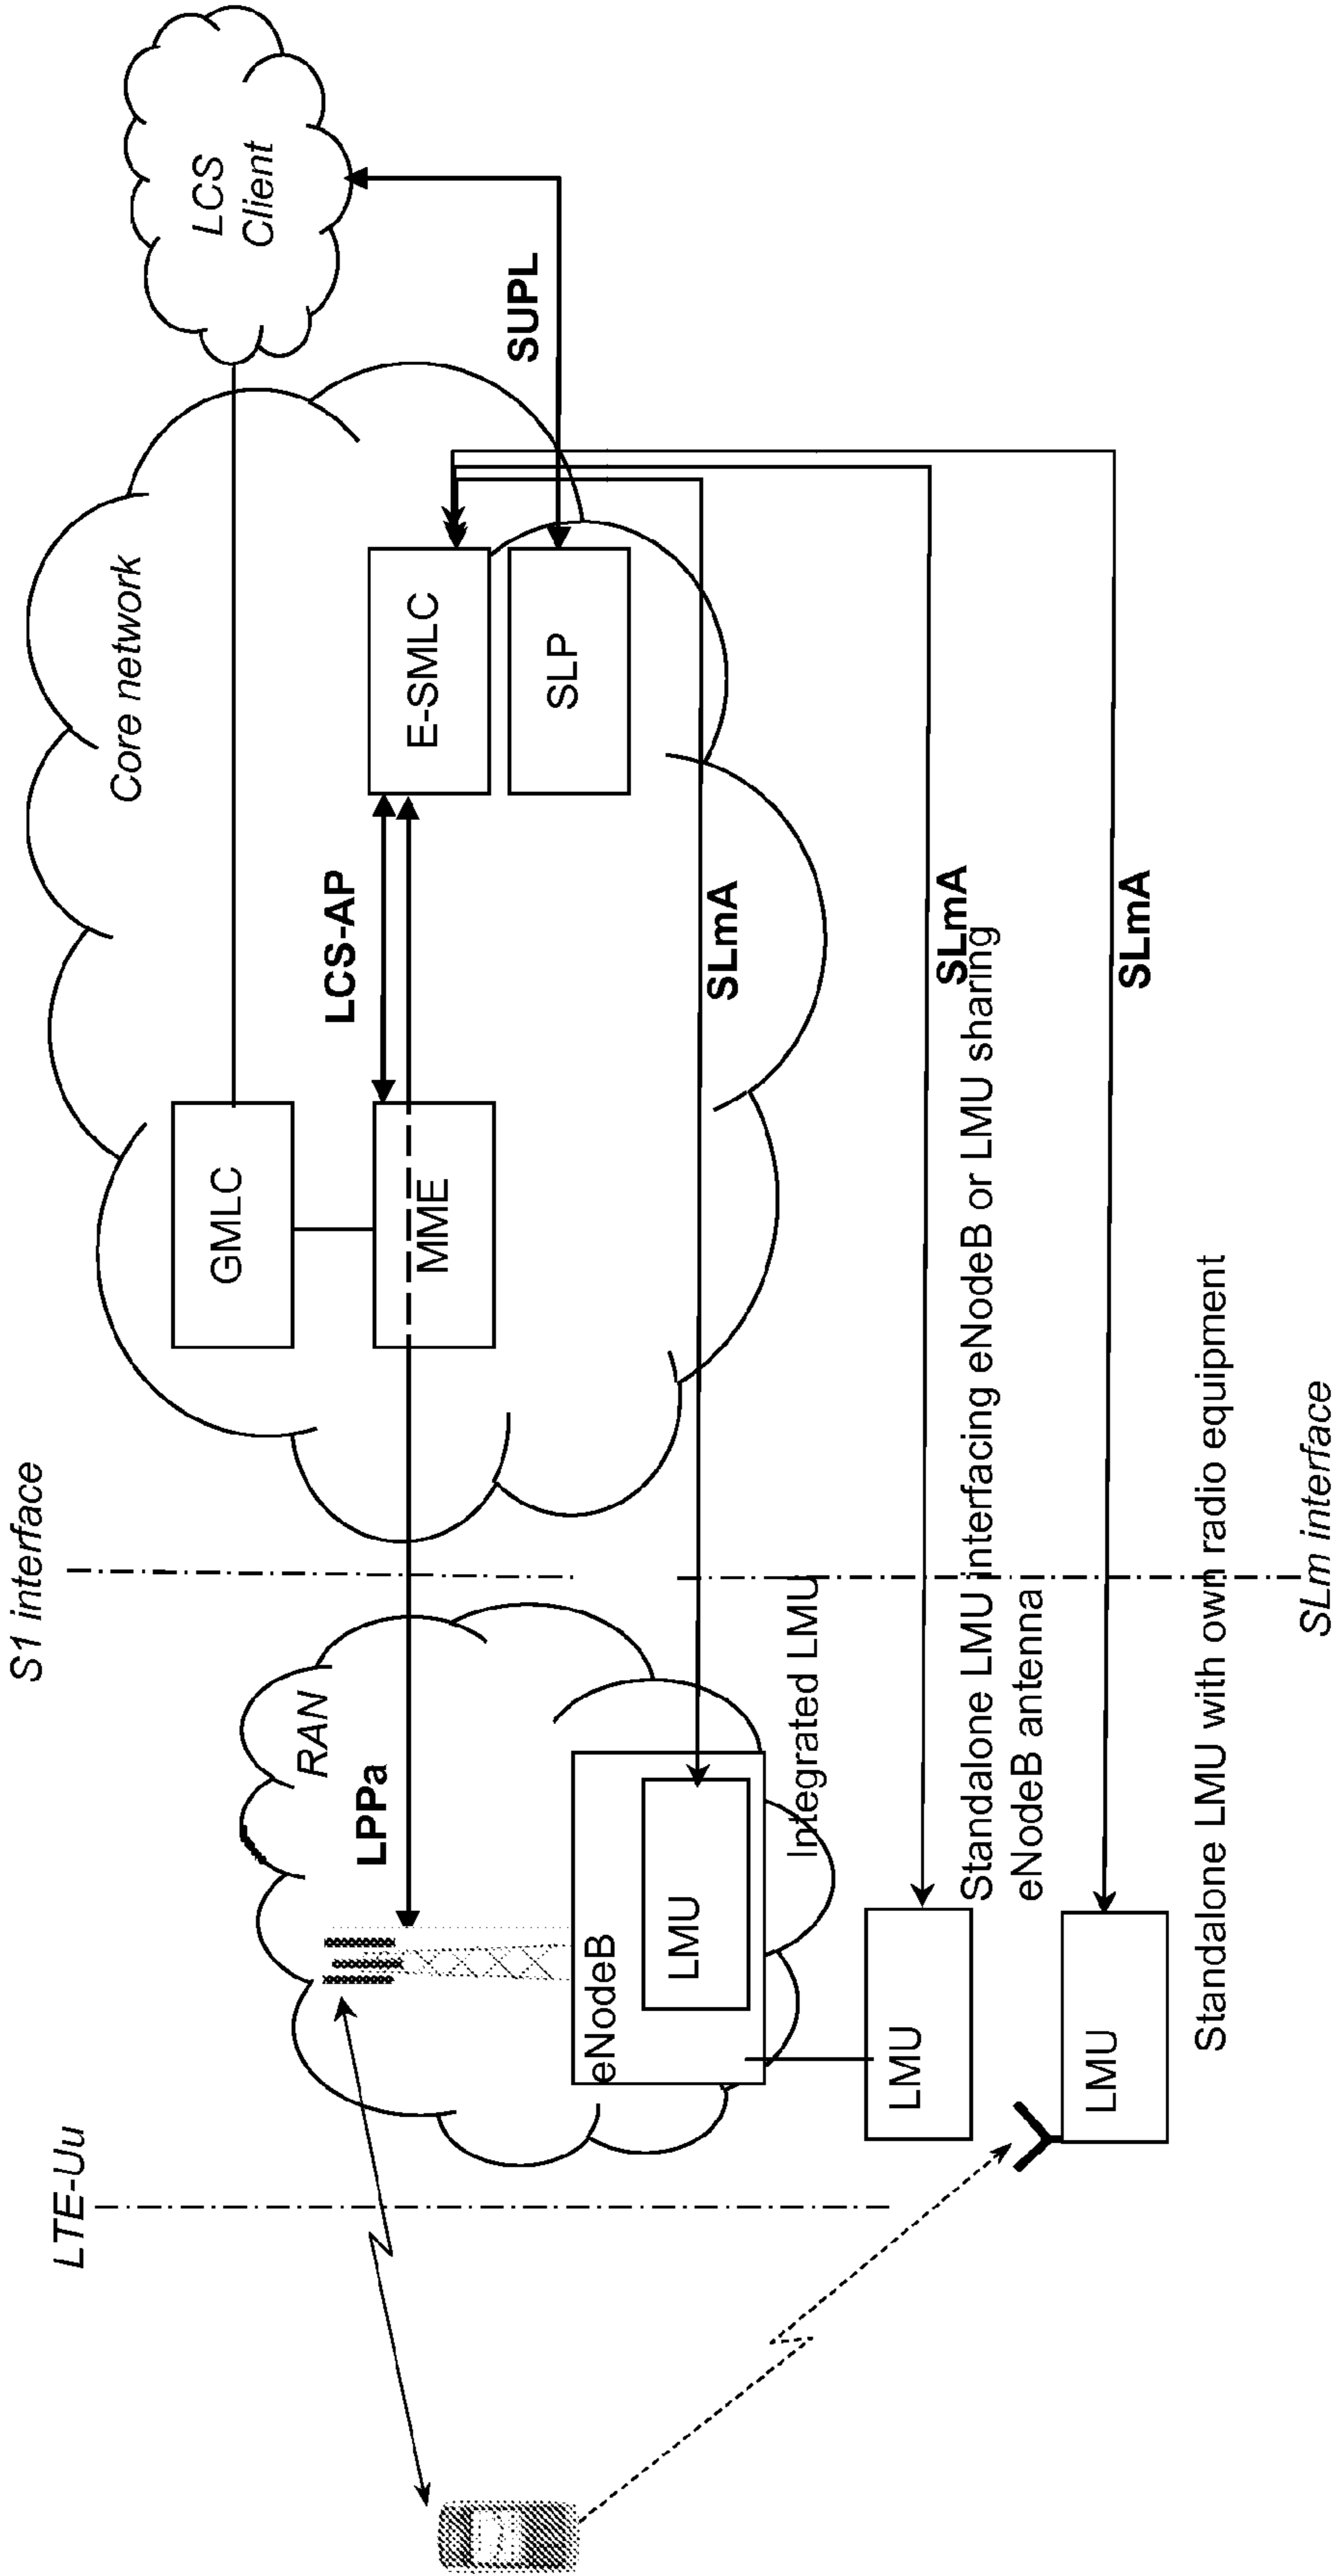 S1 interface
LTE-Uu
Core network
LCS
Client
RAN
GMLC
LCS-AP
SUPL
LPPa
MME
E-SMLC
SLP
eNodeB
LMU
SLmA
Integrated LMU
LMU
SLmA
Standalone LMU interfacing eNodeB or LMU sharing
eNodeB antenna
LMU
SLmA
Standalone LMU with own radio equipment
SLm interface